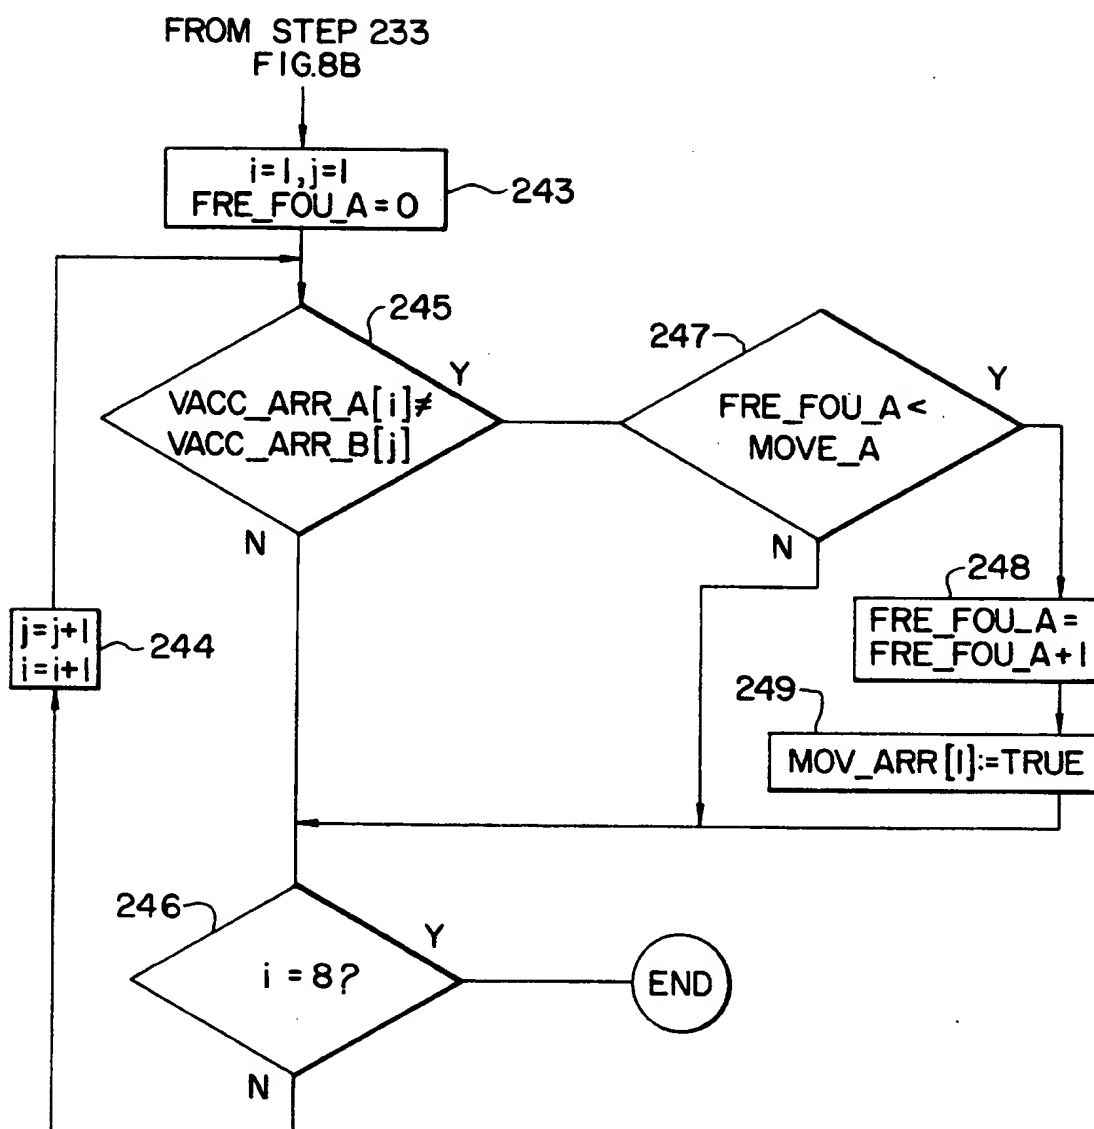 FROM STEP 233
FIG.8B
i=1,j=1
FRE_FOU_A=0
243
245
VACC_ARR_A[i]≠
VACC_ARR_B[j]
Y
N
247
FRE_FOU_A<
MOVE_A
Y
N
248
FRE_FOU_A=
FRE_FOU_A+1
249
MOV_ARR[I]:=TRUE
j=j+1
i=i+1
244
246
i=8?
Y
N
END